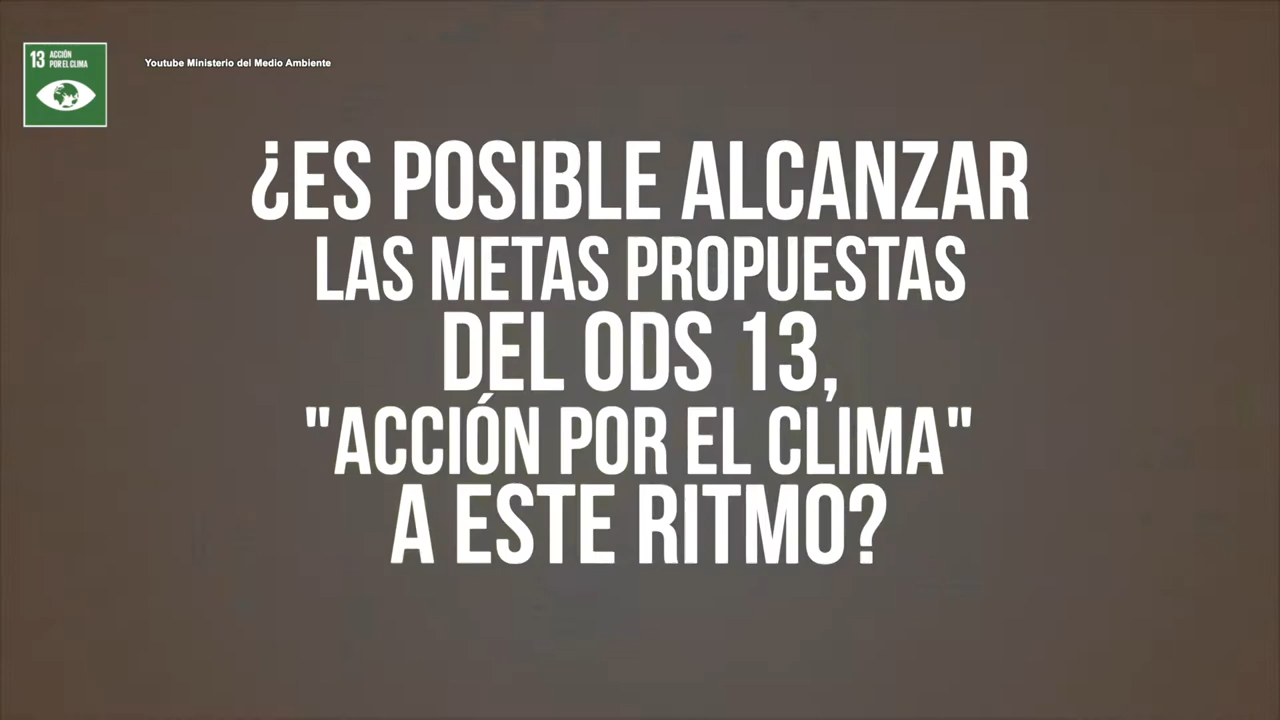 13 ACCIÓN
POR EL CLIMA
Youtube Ministerio del Medio Ambiente
¿ES POSIBLE ALCANZAR
LAS METAS PROPUESTAS
DEL ODS 13,
"ACCIÓN POR EL CLIMA"
A ESTE RITMO?